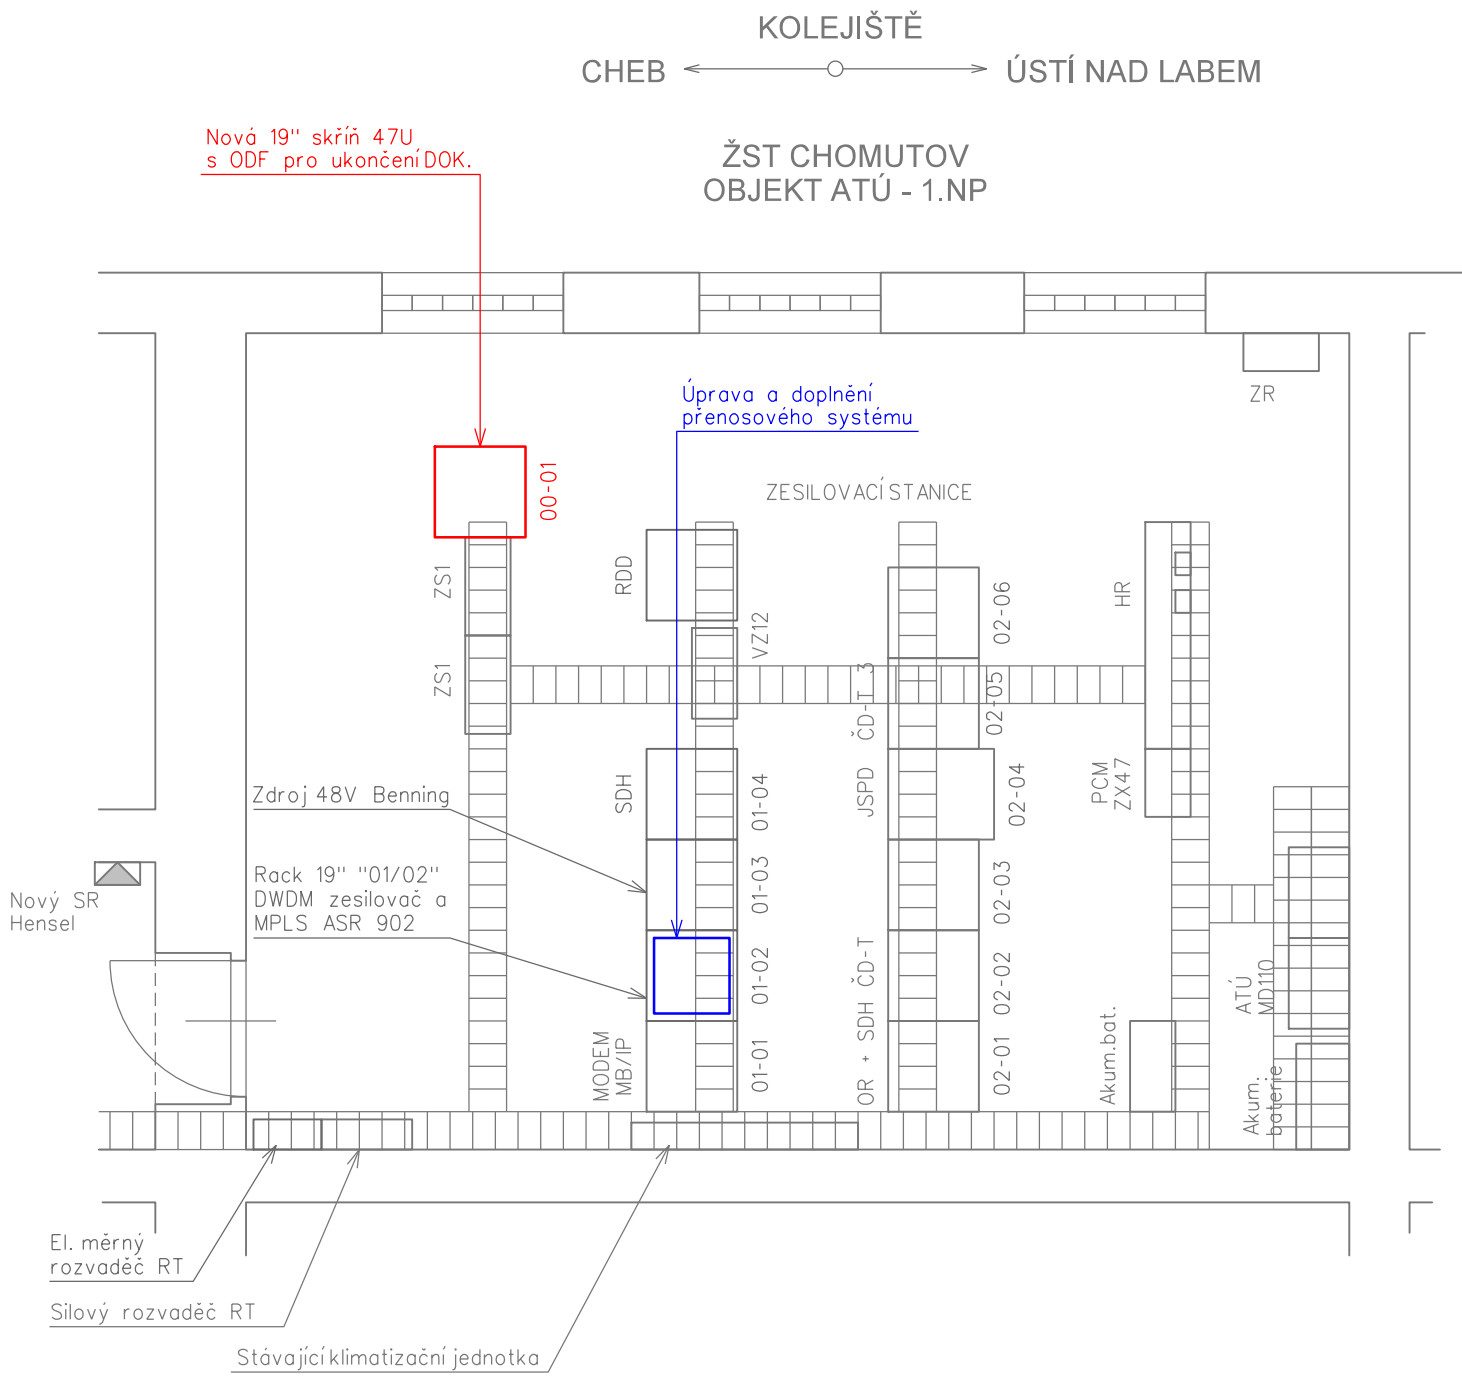 KOLEJIŠTĚ
CHEB
ÚSTÍ NAD LABEM
Nová 19" skříň 47U
s ODF pro ukončení DOK.
ŽST CHOMUTOV
OBJEKT ATÚ - 1.NP
ZR
Úprava a doplnění
přenosového systému
00-01
ZESILOVACÍ STANICE
ZS1
RDD
HR
02-06
VZ12
ZS1
ČD-T 3
02-05
Zdroj 48V Benning
SDH
01-04
JSPD
02-04
PCM
ZX47
Rack 19" "01/02"
DWDM zesilovač a
MPLS ASR 902
01-03
02-03
Nový SR
Hensel
01-02
OR + SDH ČD-T
02-02
ATÚ
MD110
MODEM
MB/IP
01-01
02-01
Akum.bat.
Akum.
baterie
El. měrný
rozvaděč RT
Silový rozvaděč RT
Stávající klimatizační jednotka